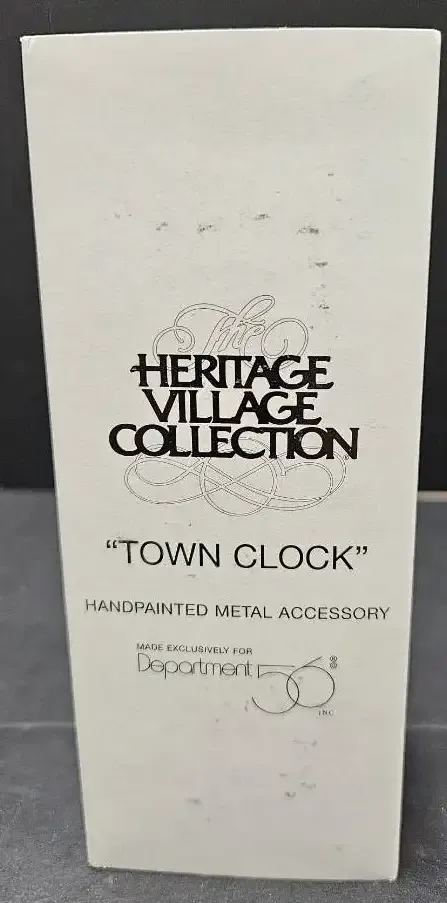 The
HERITAGE
VILLAGE
COLLECTION®
“TOWN CLOCK”
HANDPAINTED METAL ACCESSORY
MADE EXCLUSIVELY FOR
Department 56®
INC